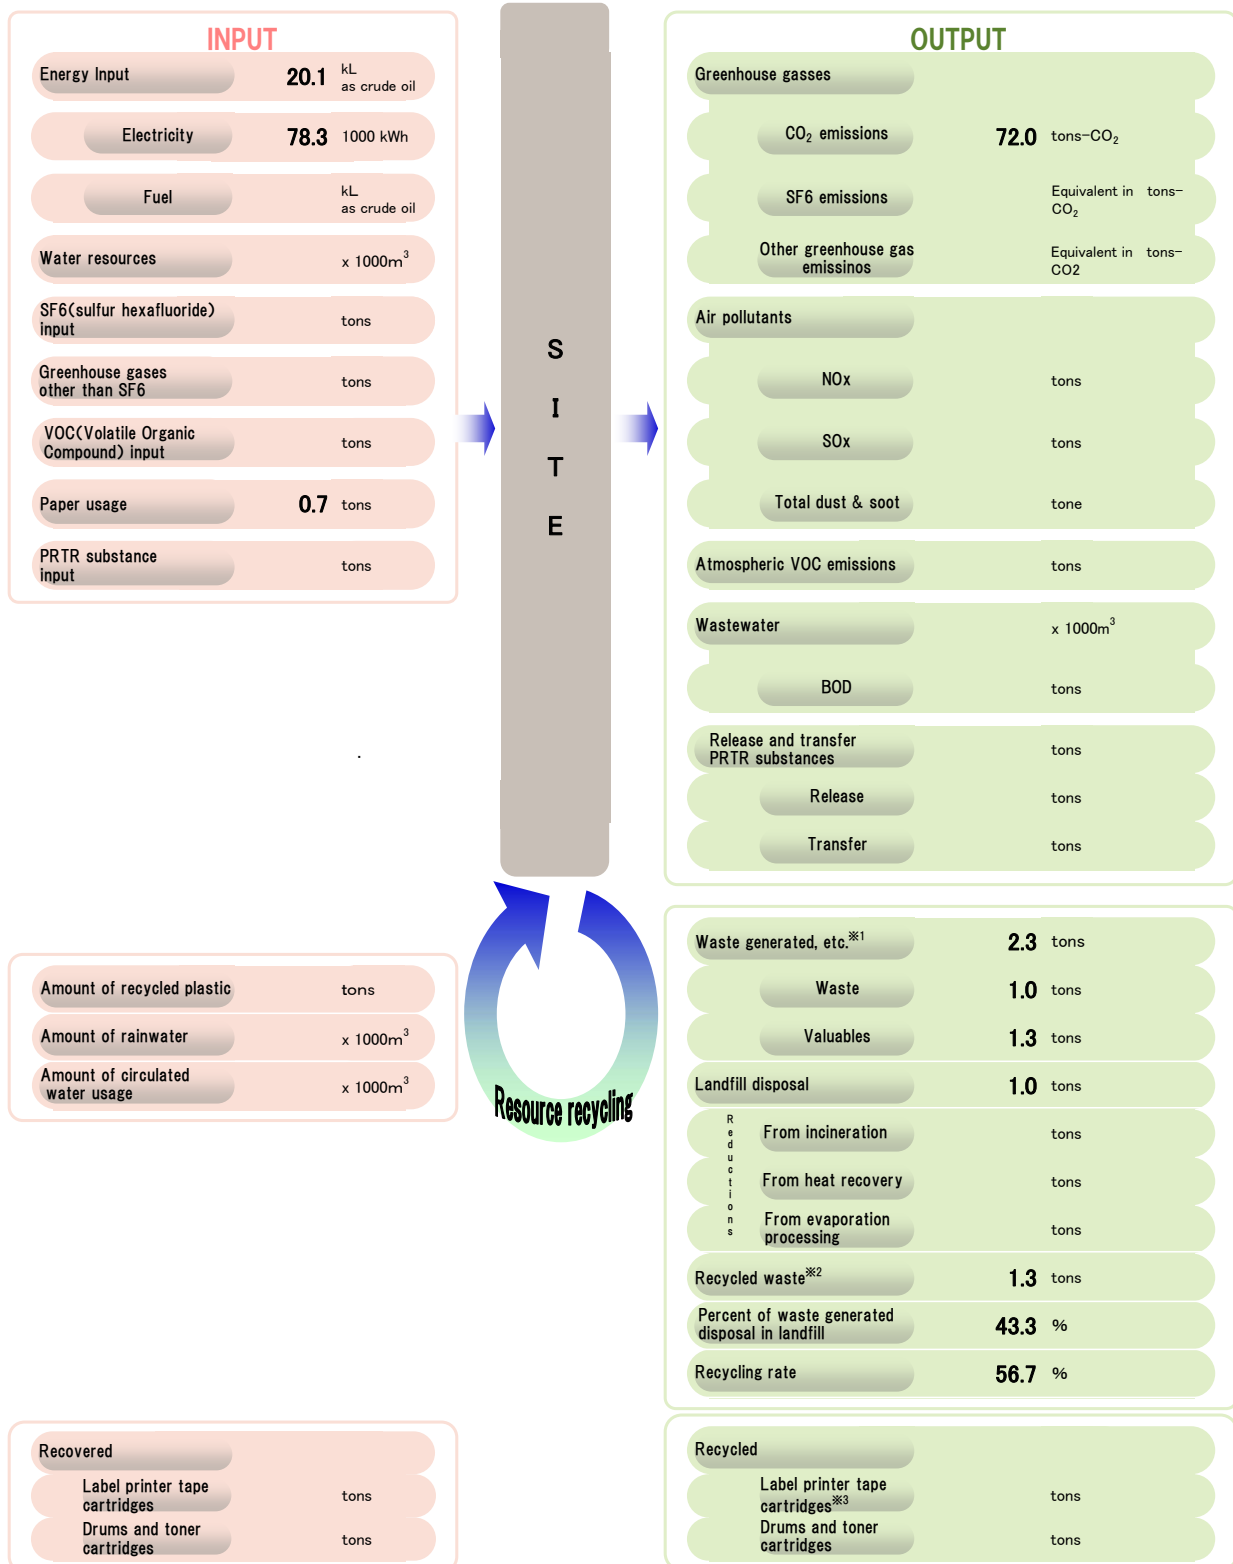 INPUT
Energy Input 20.1 kL
as crude oil
Electricity 78.3 1000 kWh
Fuel kL
as crude oil
Water resources x 1000m³
SF6(sulfur hexafluoride)
input tons
Greenhouse gases
other than SF6 tons
VOC(Volatile Organic
Compound) input tons
Paper usage 0.7 tons
PRTR substance
input tons
S
I
T
E
OUTPUT
Greenhouse gasses
CO₂ emissions 72.0 tons-CO₂
SF6 emissions Equivalent in tons-
CO₂
Other greenhouse gas
emissinos Equivalent in tons-
CO2
Air pollutants
NOx tons
SOx tons
Total dust & soot tone
Atmospheric VOC emissions tons
Wastewater x 1000m³
BOD tons
Release and transfer
PRTR substances tons
Release tons
Transfer tons
Amount of recycled plastic tons
Amount of rainwater x 1000m³
Amount of circulated
water usage x 1000m³
Resource recycling
Waste generated, etc.※1 2.3 tons
Waste 1.0 tons
Valuables 1.3 tons
Landfill disposal 1.0 tons
Reductions
From incineration tons
From heat recovery tons
From evaporation
processing tons
Recycled waste※2 1.3 tons
Percent of waste generated
disposal in landfill 43.3 %
Recycling rate 56.7 %
Recovered
Label printer tape
cartridges tons
Drums and toner
cartridges tons
Recycled
Label printer tape
cartridges※3 tons
Drums and toner
cartridges tons